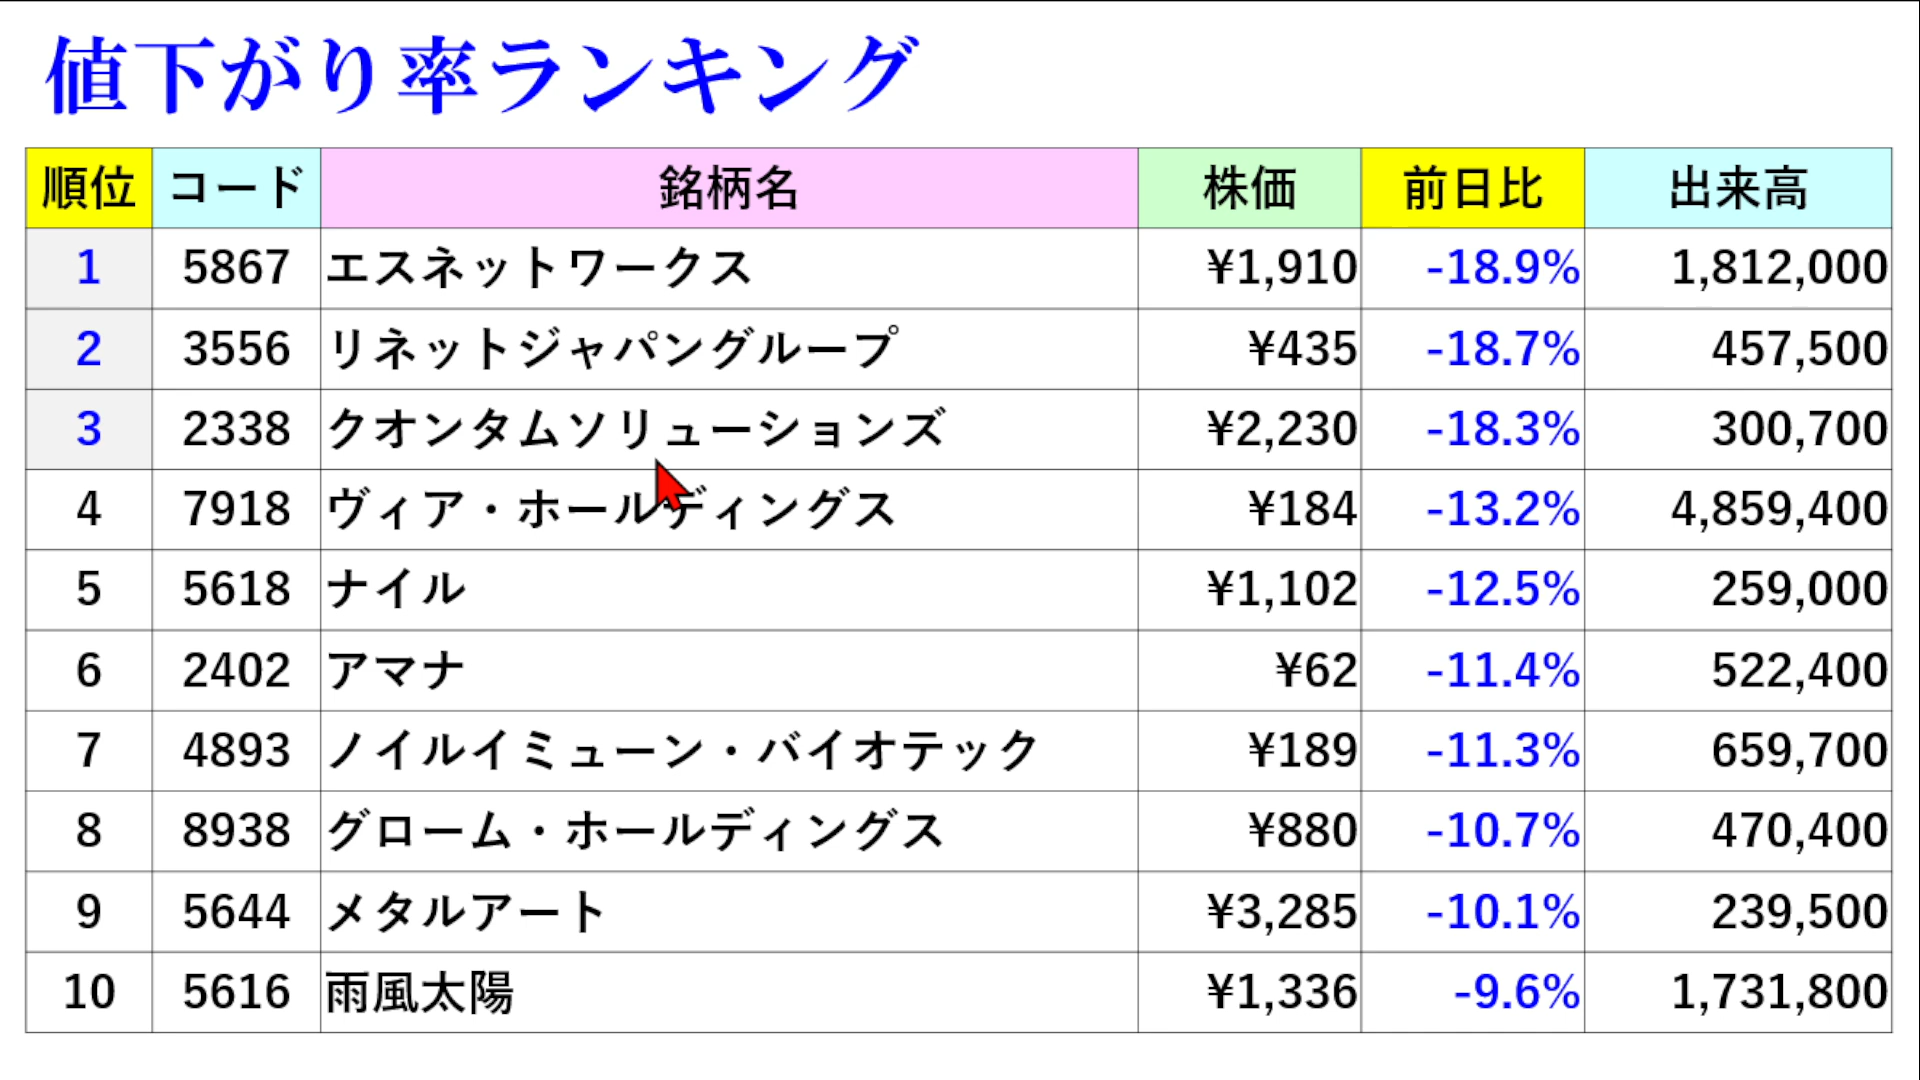 値下がり率ランキング
順位 コード 銘柄名 株価 前日比 出来高
1 5867 エスネットワークス ¥1,910 -18.9% 1,812,000
2 3556 リネットジャパングループ ¥435 -18.7% 457,500
3 2338 クオンタムソリューションズ ¥2,230 -18.3% 300,700
4 7918 ヴィア・ホールディングス ¥184 -13.2% 4,859,400
5 5618 ナイル ¥1,102 -12.5% 259,000
6 2402 アマナ ¥62 -11.4% 522,400
7 4893 ノイルイミューン・バイオテック ¥189 -11.3% 659,700
8 8938 グローム・ホールディングス ¥880 -10.7% 470,400
9 5644 メタルアート ¥3,285 -10.1% 239,500
10 5616 雨風太陽 ¥1,336 -9.6% 1,731,800